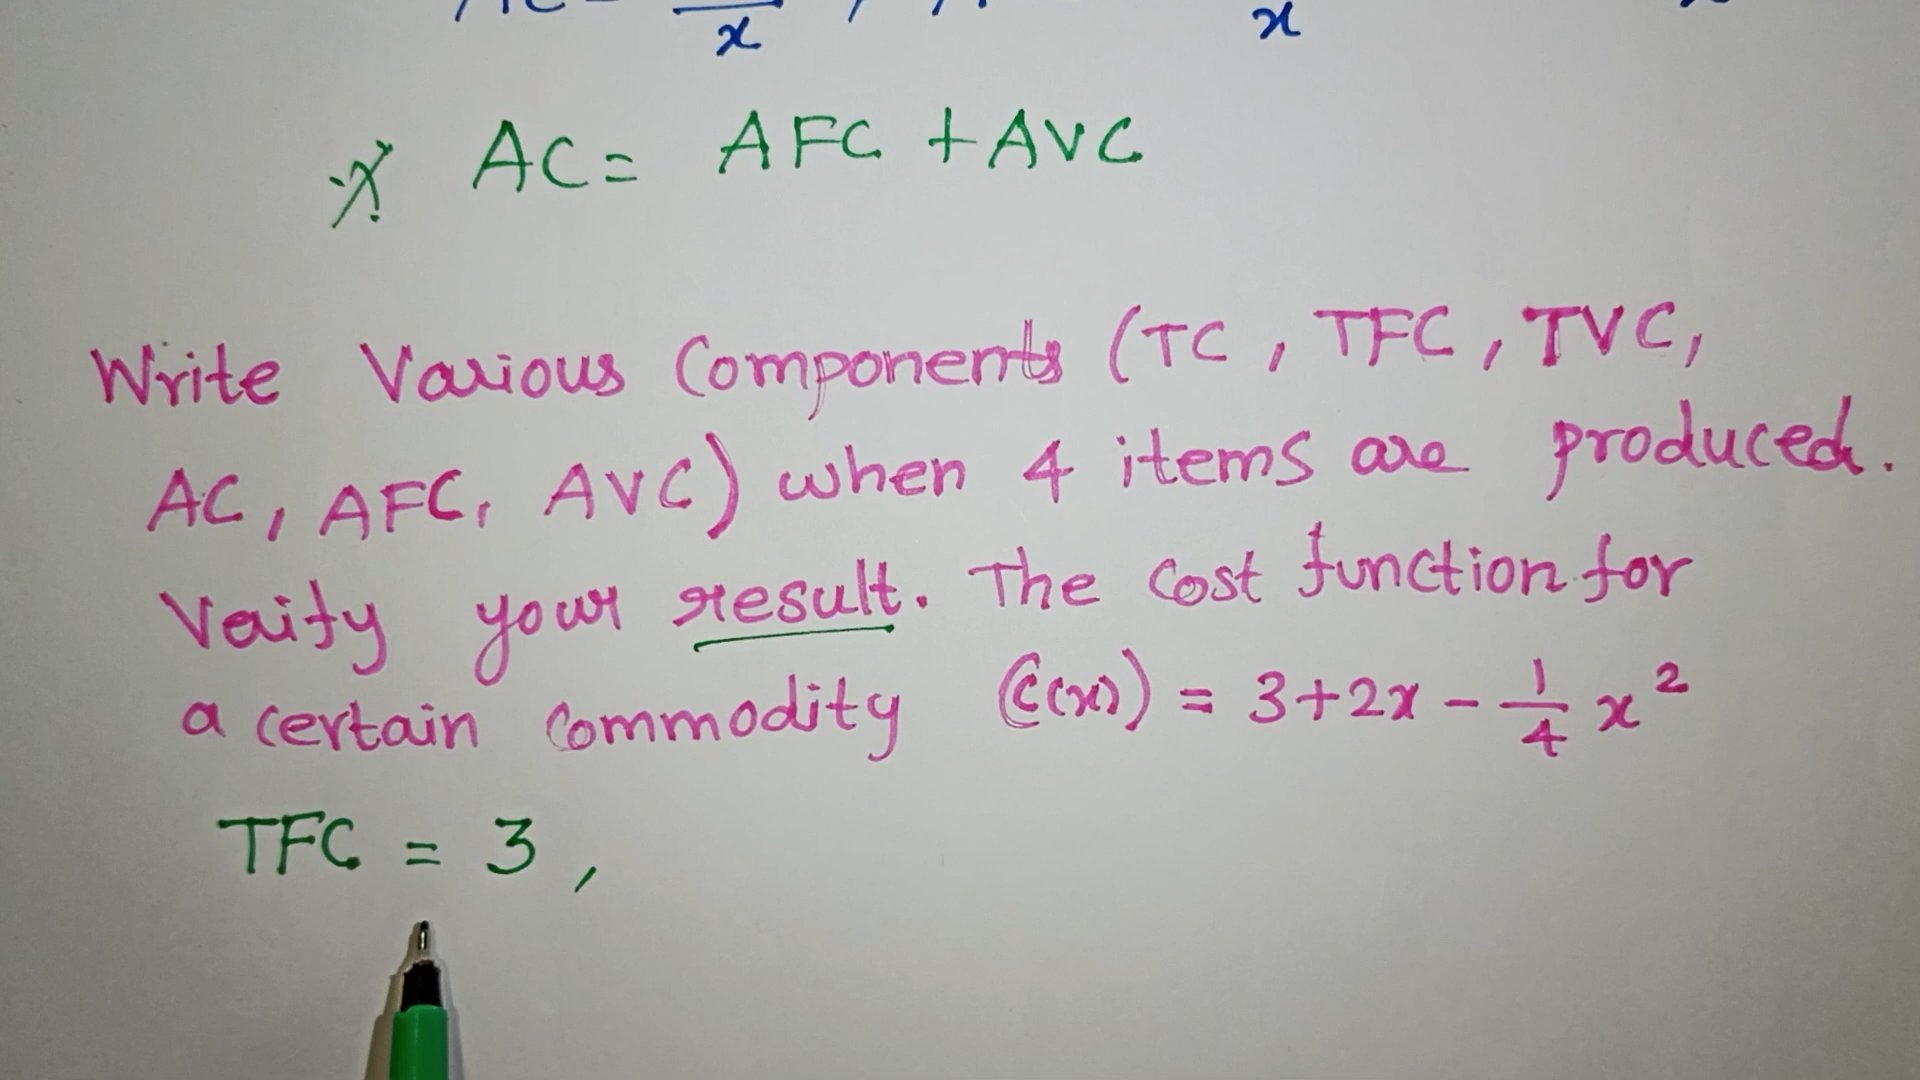 x
x
AC = AFC + AVC
Write Various Components (TC, TFC, TVC,
AC, AFC, AVC) when 4 items are produced.
Veify your result. The Cost function for
a certain Commodity (C(x)) = 3+2x - 1/4 x²
TFC = 3,